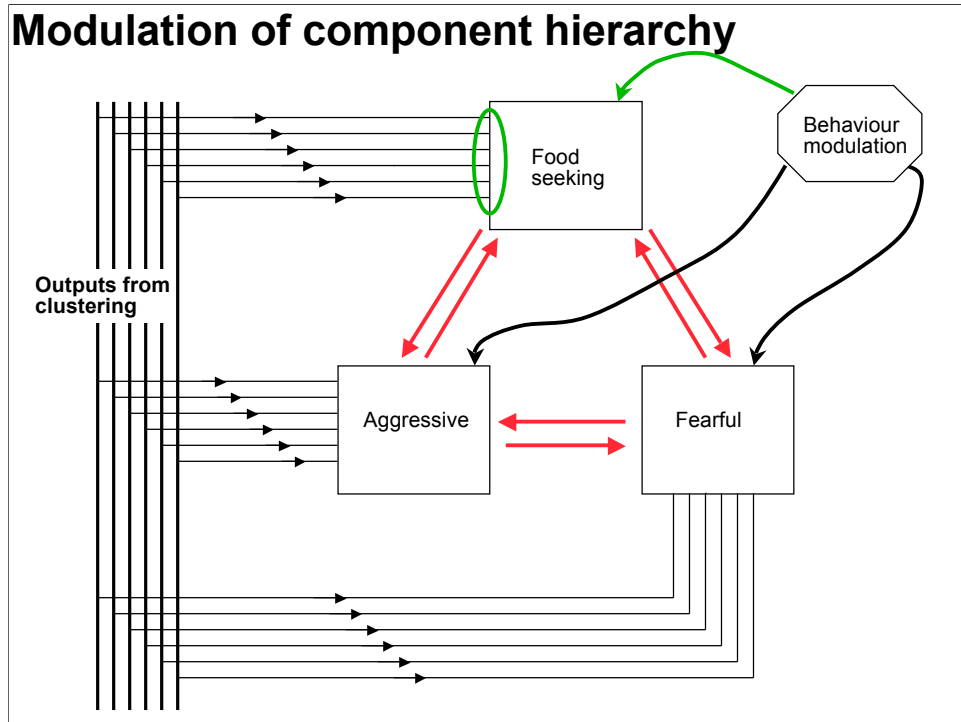 Modulation of component hierarchy
Behaviour
modulation
Food
seeking
Outputs from
clustering
Aggressive
Fearful